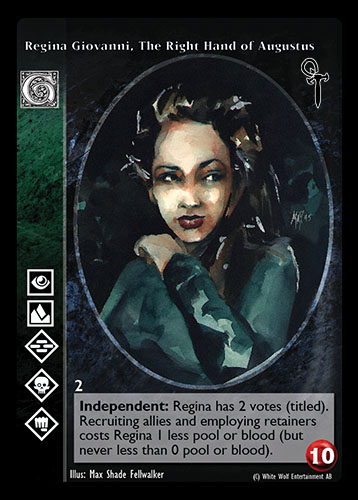 Regina Giovanni, The Right Hand of Augustus
2
Independent: Regina has 2 votes (titled).
Recruiting allies and employing retainers
costs Regina 1 less pool or blood (but
never less than 0 pool or blood).
10
Illus: Max Shade Fellwalker
(C) White Wolf Entertainment AB